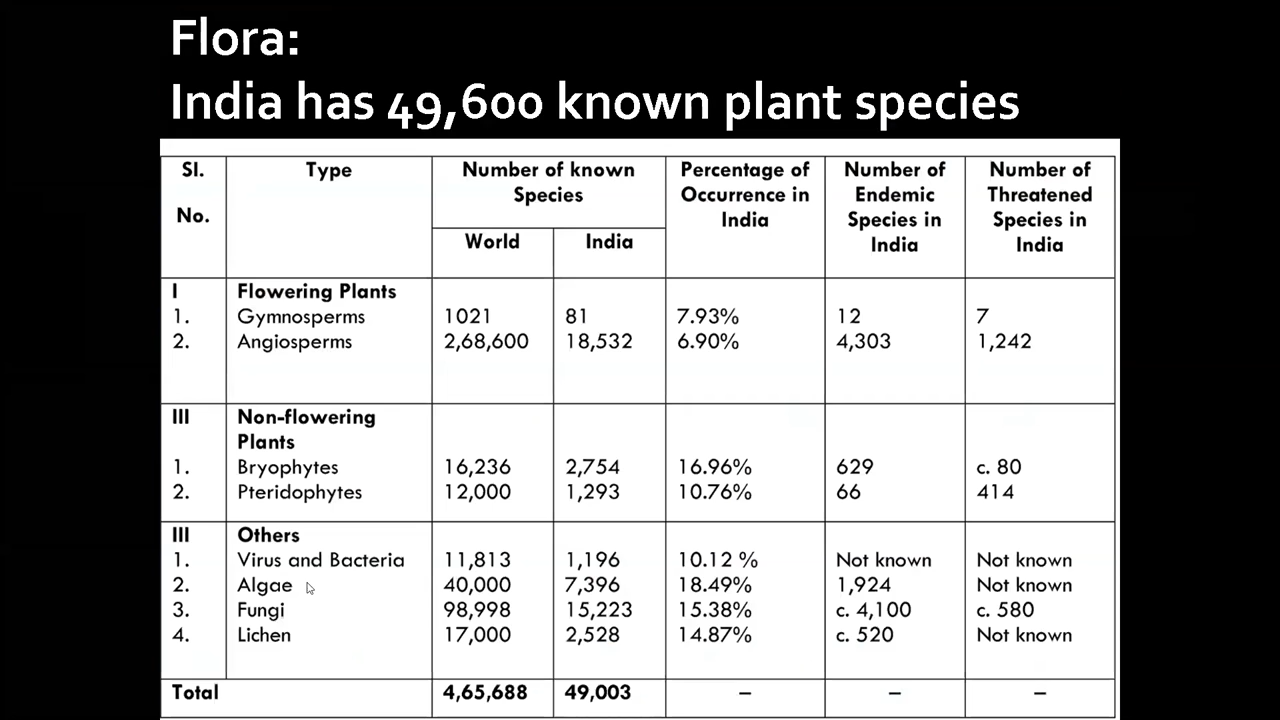 Flora:
India has 49,600 known plant species
Sl. No. Type Number of known Species Percentage of Occurrence in India Number of Endemic Species in India Number of Threatened Species in India
World India
I Flowering Plants
1. Gymnosperms 1021 81 7.93% 12 7
2. Angiosperms 2,68,600 18,532 6.90% 4,303 1,242
III Non-flowering Plants
1. Bryophytes 16,236 2,754 16.96% 629 c. 80
2. Pteridophytes 12,000 1,293 10.76% 66 414
III Others
1. Virus and Bacteria 11,813 1,196 10.12 % Not known Not known
2. Algae 40,000 7,396 18.49% 1,924 Not known
3. Fungi 98,998 15,223 15.38% c. 4,100 c. 580
4. Lichen 17,000 2,528 14.87% c. 520 Not known
Total 4,65,688 49,003 – – –